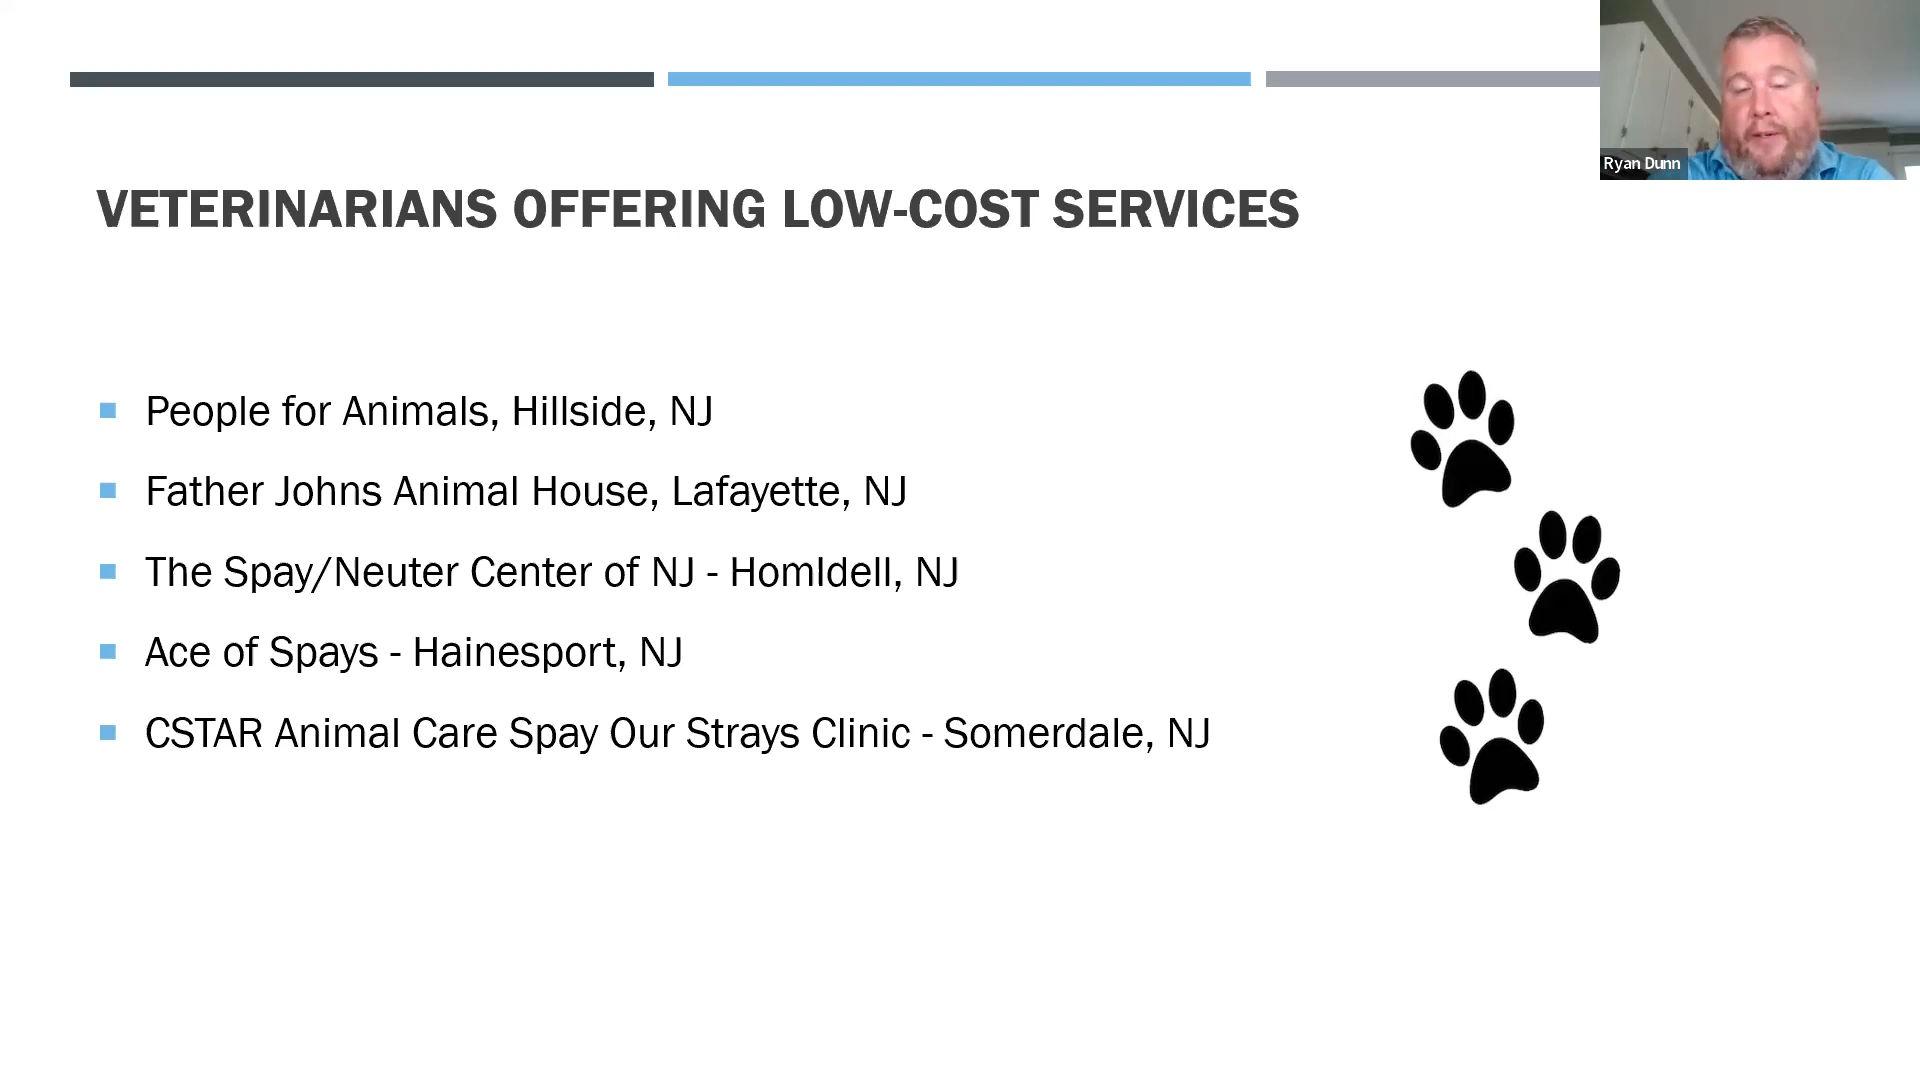 VETERINARIANS OFFERING LOW-COST SERVICES
People for Animals, Hillside, NJ
Father Johns Animal House, Lafayette, NJ
The Spay/Neuter Center of NJ - Homldell, NJ
Ace of Spays - Hainesport, NJ
CSTAR Animal Care Spay Our Strays Clinic - Somerdale, NJ
Ryan Dunn